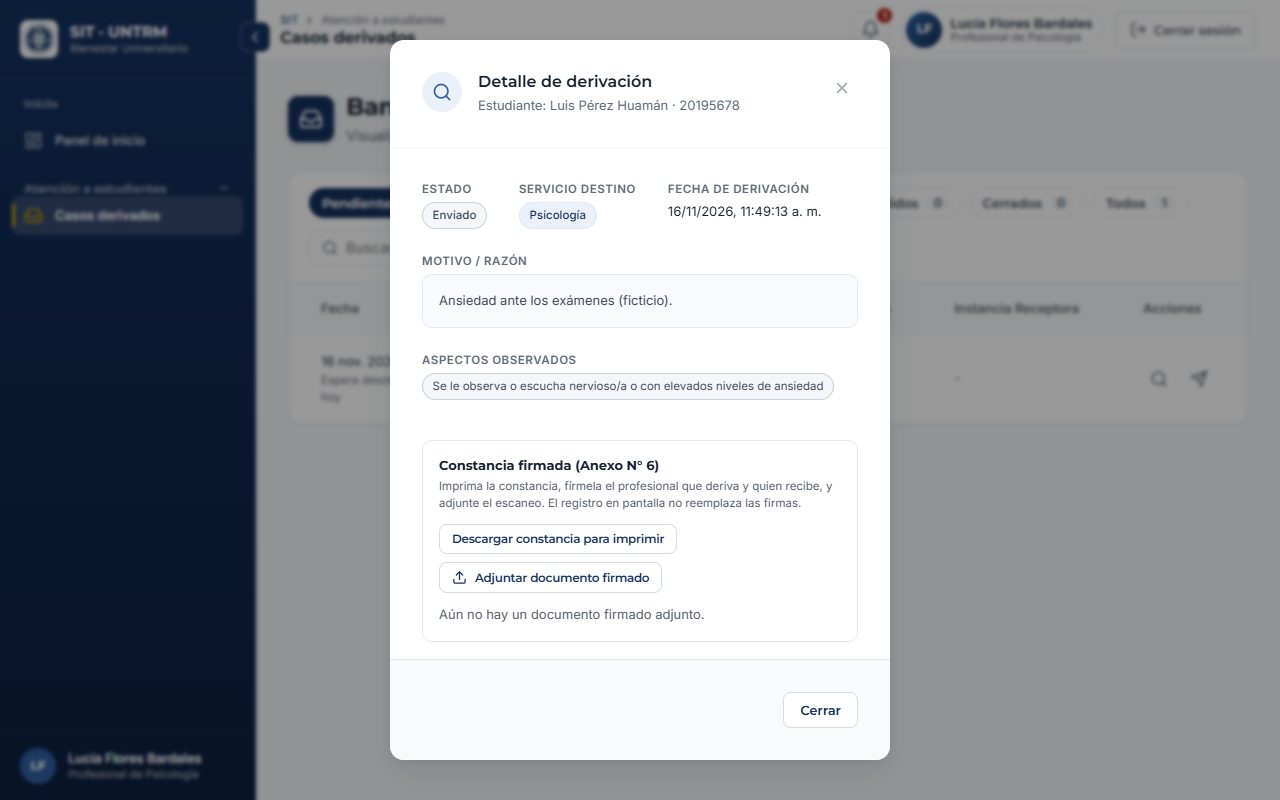 SIT - UNTRM
Bienestar Universitario
Inicio
Panel de inicio
Atención a estudiantes
Casos derivados
SIT > Atención a estudiantes
Casos derivados
LF
Lucía Flores Bardales
Profesional de Psicología
Cerrar sesión
Detalle de derivación
Estudiante: Luis Pérez Huamán · 20195678
ESTADO
Enviado
SERVICIO DESTINO
Psicología
FECHA DE DERIVACIÓN
16/11/2026, 11:49:13 a. m.
MOTIVO / RAZÓN
Ansiedad ante los exámenes (ficticio).
ASPECTOS OBSERVADOS
Se le observa o escucha nervioso/a o con elevados niveles de ansiedad
Constancia firmada (Anexo N° 6)
Imprima la constancia, fírmela el profesional que deriva y quien recibe, y
adjunte el escaneo. El registro en pantalla no reemplaza las firmas.
Descargar constancia para imprimir
Adjuntar documento firmado
Aún no hay un documento firmado adjunto.
Cerrar
Cerrados 0
Todos 1
Fecha
Instancia Receptora
Acciones
hoy
-
LF
Lucía Flores Bardales
Profesional de Psicología